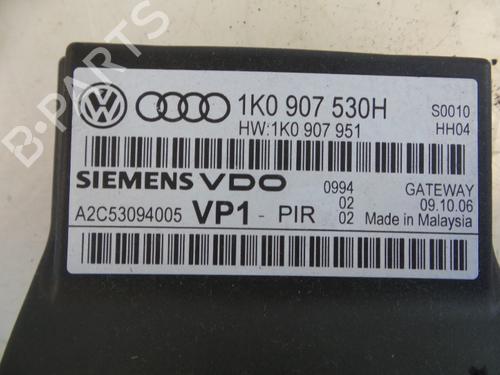 1K0 907 530H S0010
HW:1K0 907 951 HH04
SIEMENS VDO 0994 GATEWAY
02 09.10.06
A2C53094005 VP1 - PIR 02 Made in Malaysia
B-PARTS